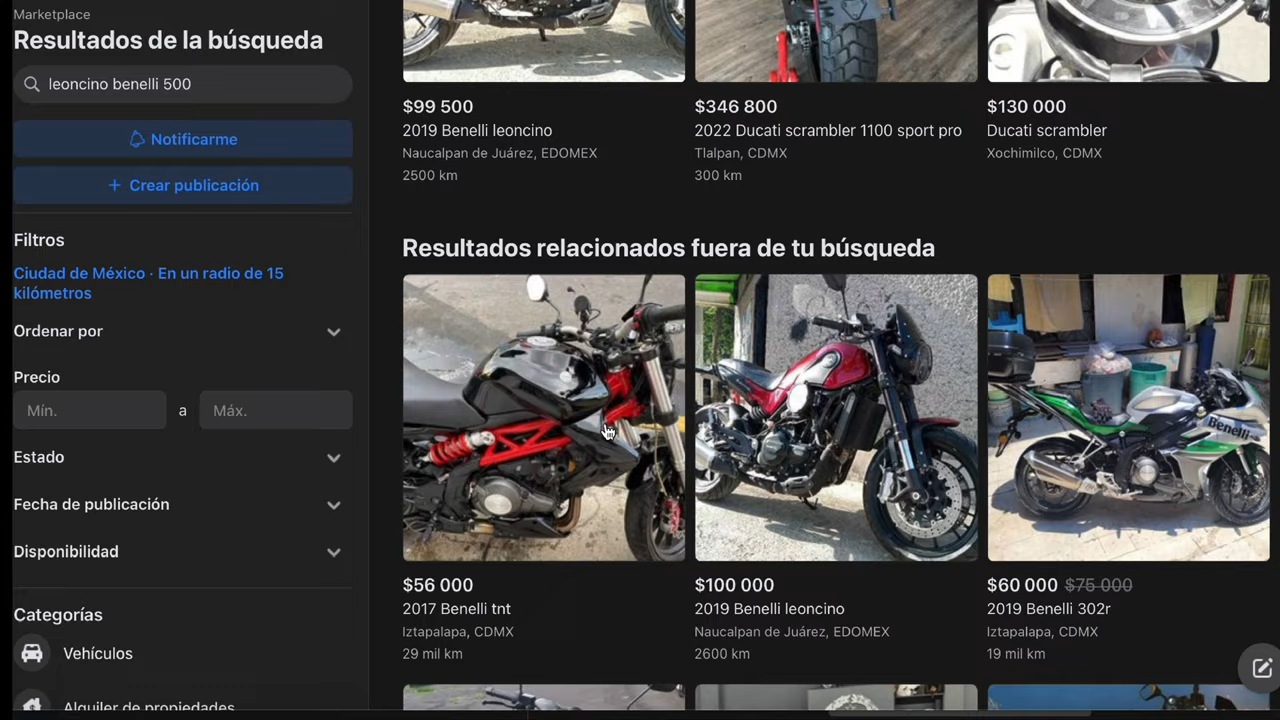 Marketplace
Resultados de la búsqueda
leoncino benelli 500
Notificarme
+ Crear publicación
Filtros
Ciudad de México · En un radio de 15
kilómetros
Ordenar por
Precio
Mín.
a
Máx.
Estado
Fecha de publicación
Disponibilidad
Categorías
Vehículos
Alquiler de propiedades
$99 500
2019 Benelli leoncino
Naucalpan de Juárez, EDOMEX
2500 km
$346 800
2022 Ducati scrambler 1100 sport pro
Tlalpan, CDMX
300 km
$130 000
Ducati scrambler
Xochimilco, CDMX
Resultados relacionados fuera de tu búsqueda
$56 000
2017 Benelli tnt
Iztapalapa, CDMX
29 mil km
$100 000
2019 Benelli leoncino
Naucalpan de Juárez, EDOMEX
2600 km
Benelli
$60 000 $75 000
2019 Benelli 302r
Iztapalapa, CDMX
19 mil km